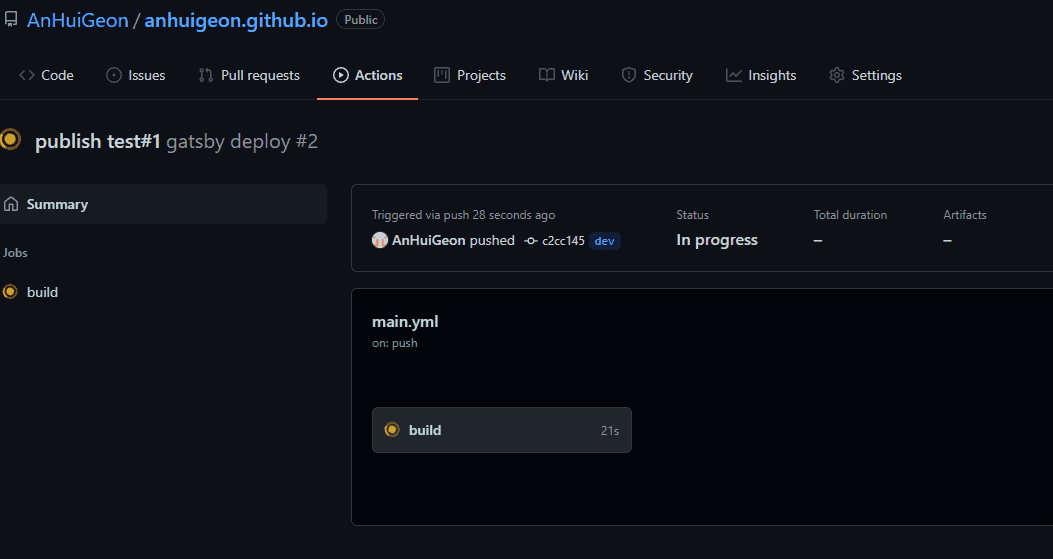 AnHuiGeon / anhuigeon.github.io Public
Code Issues Pull requests Actions Projects Wiki Security Insights Settings
publish test#1 gatsby deploy #2
Summary
Jobs
build
Triggered via push 28 seconds ago
AnHuiGeon pushed c2cc145 dev
Status
In progress
Total duration
–
Artifacts
–
main.yml
on: push
build 21s